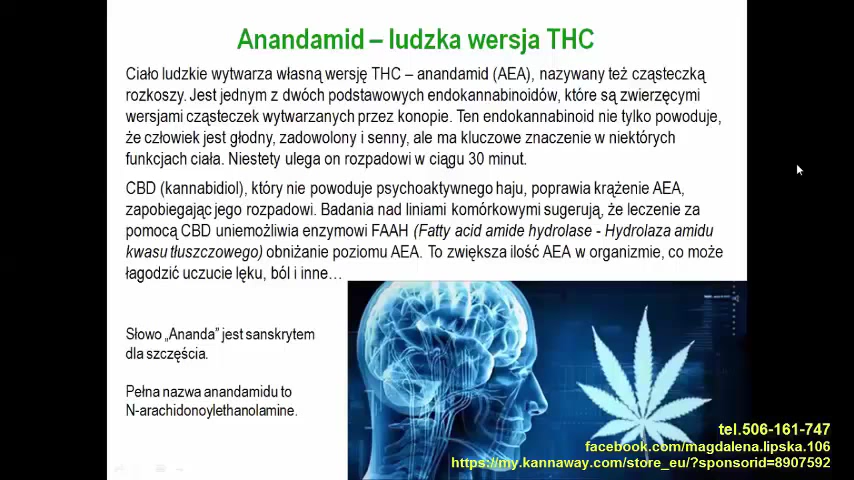 Anandamid – ludzka wersja THC
Ciało ludzkie wytwarza własną wersję THC – anandamid (AEA), nazywany też cząsteczką
rozkoszy. Jest jednym z dwóch podstawowych endokannabinoidów, które są zwierzęcymi
wersjami cząsteczek wytwarzanych przez konopie. Ten endokannabinoid nie tylko powoduje,
że człowiek jest głodny, zadowolony i senny, ale ma kluczowe znaczenie w niektórych
funkcjach ciała. Niestety ulega on rozpadowi w ciągu 30 minut.
CBD (kannabidiol), który nie powoduje psychoaktywnego haju, poprawia krążenie AEA,
zapobiegając jego rozpadowi. Badania nad liniami komórkowymi sugerują, że leczenie za
pomocą CBD uniemożliwia enzymowi FAAH (Fatty acid amide hydrolase - Hydrolaza amidu
kwasu tłuszczowego) obniżanie poziomu AEA. To zwiększa ilość AEA w organizmie, co może
łagodzić uczucie lęku, ból i inne…
Słowo „Ananda” jest sanskrytem
dla szczęścia.
Pełna nazwa anandamidu to
N-arachidonoylethanolamine.
tel.506-161-747
facebook.com/magdalena.lipska.106
https://my.kannaway.com/store_eu/?sponsorid=8907592